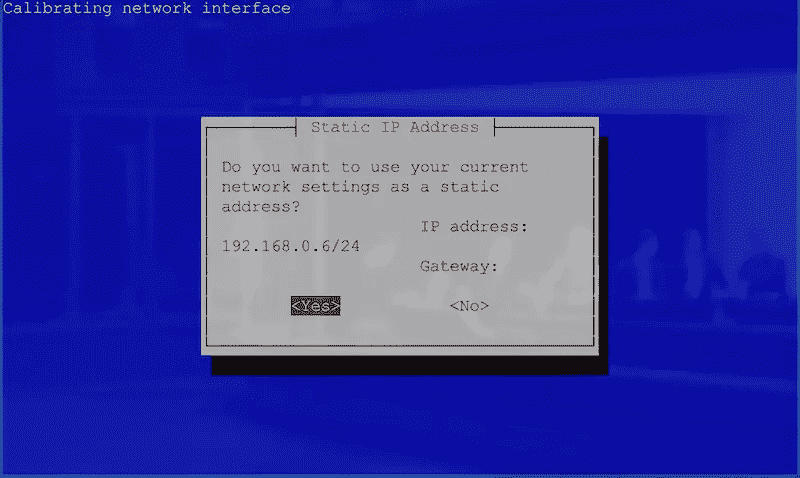 Calibrating network interface
Static IP Address
Do you want to use your current
network settings as a static
address?
IP address:
192.168.0.6/24
Gateway:
<Yes> <No>